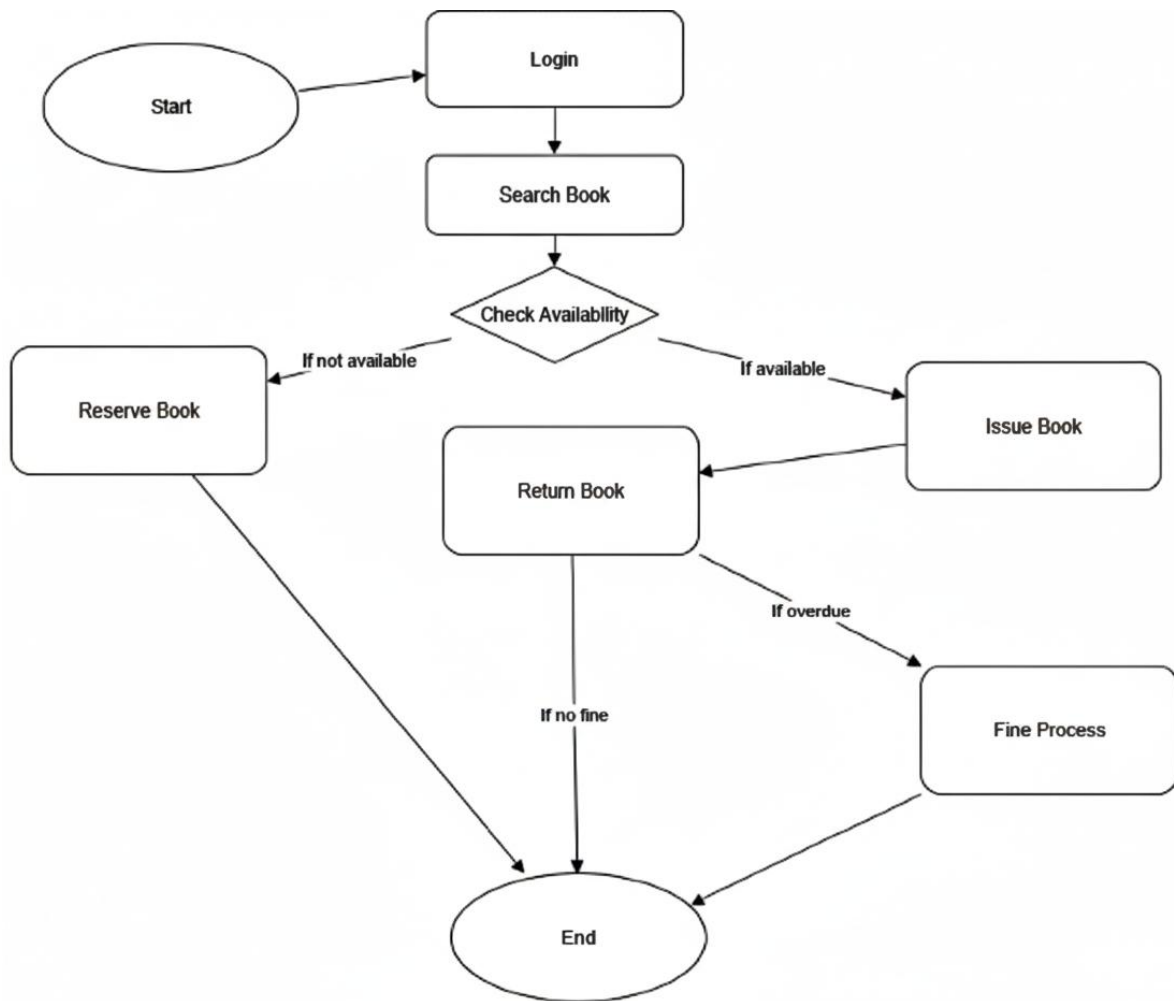 Start
Login
Search Book
Check Availability
If not available
If available
Reserve Book
Issue Book
Return Book
If overdue
If no fine
Fine Process
End